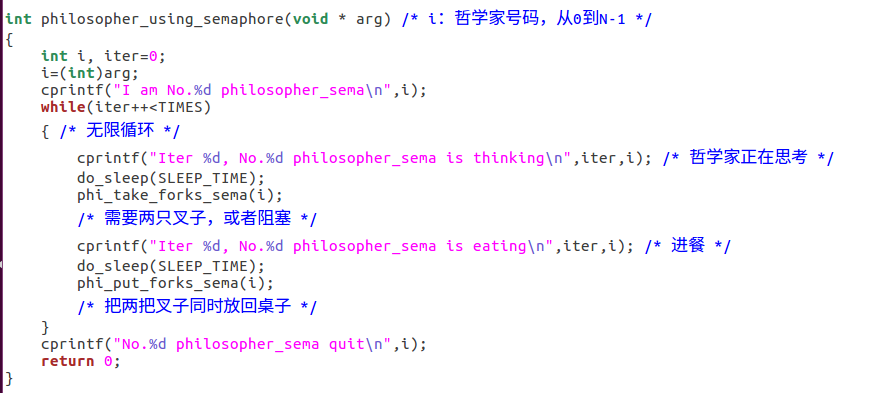 int philosopher_using_semaphore(void * arg) /* i：哲学家号码，从0到N-1 */
{
    int i, iter=0;
    i=(int)arg;
    cprintf("I am No.%d philosopher_sema\n",i);
    while(iter++<TIMES)
    { /* 无限循环 */
        cprintf("Iter %d, No.%d philosopher_sema is thinking\n",iter,i); /* 哲学家正在思考 */
        do_sleep(SLEEP_TIME);
        phi_take_forks_sema(i);
        /* 需要两只叉子，或者阻塞 */
        cprintf("Iter %d, No.%d philosopher_sema is eating\n",iter,i); /* 进餐 */
        do_sleep(SLEEP_TIME);
        phi_put_forks_sema(i);
        /* 把两把叉子同时放回桌子 */
    }
    cprintf("No.%d philosopher_sema quit\n",i);
    return 0;
}